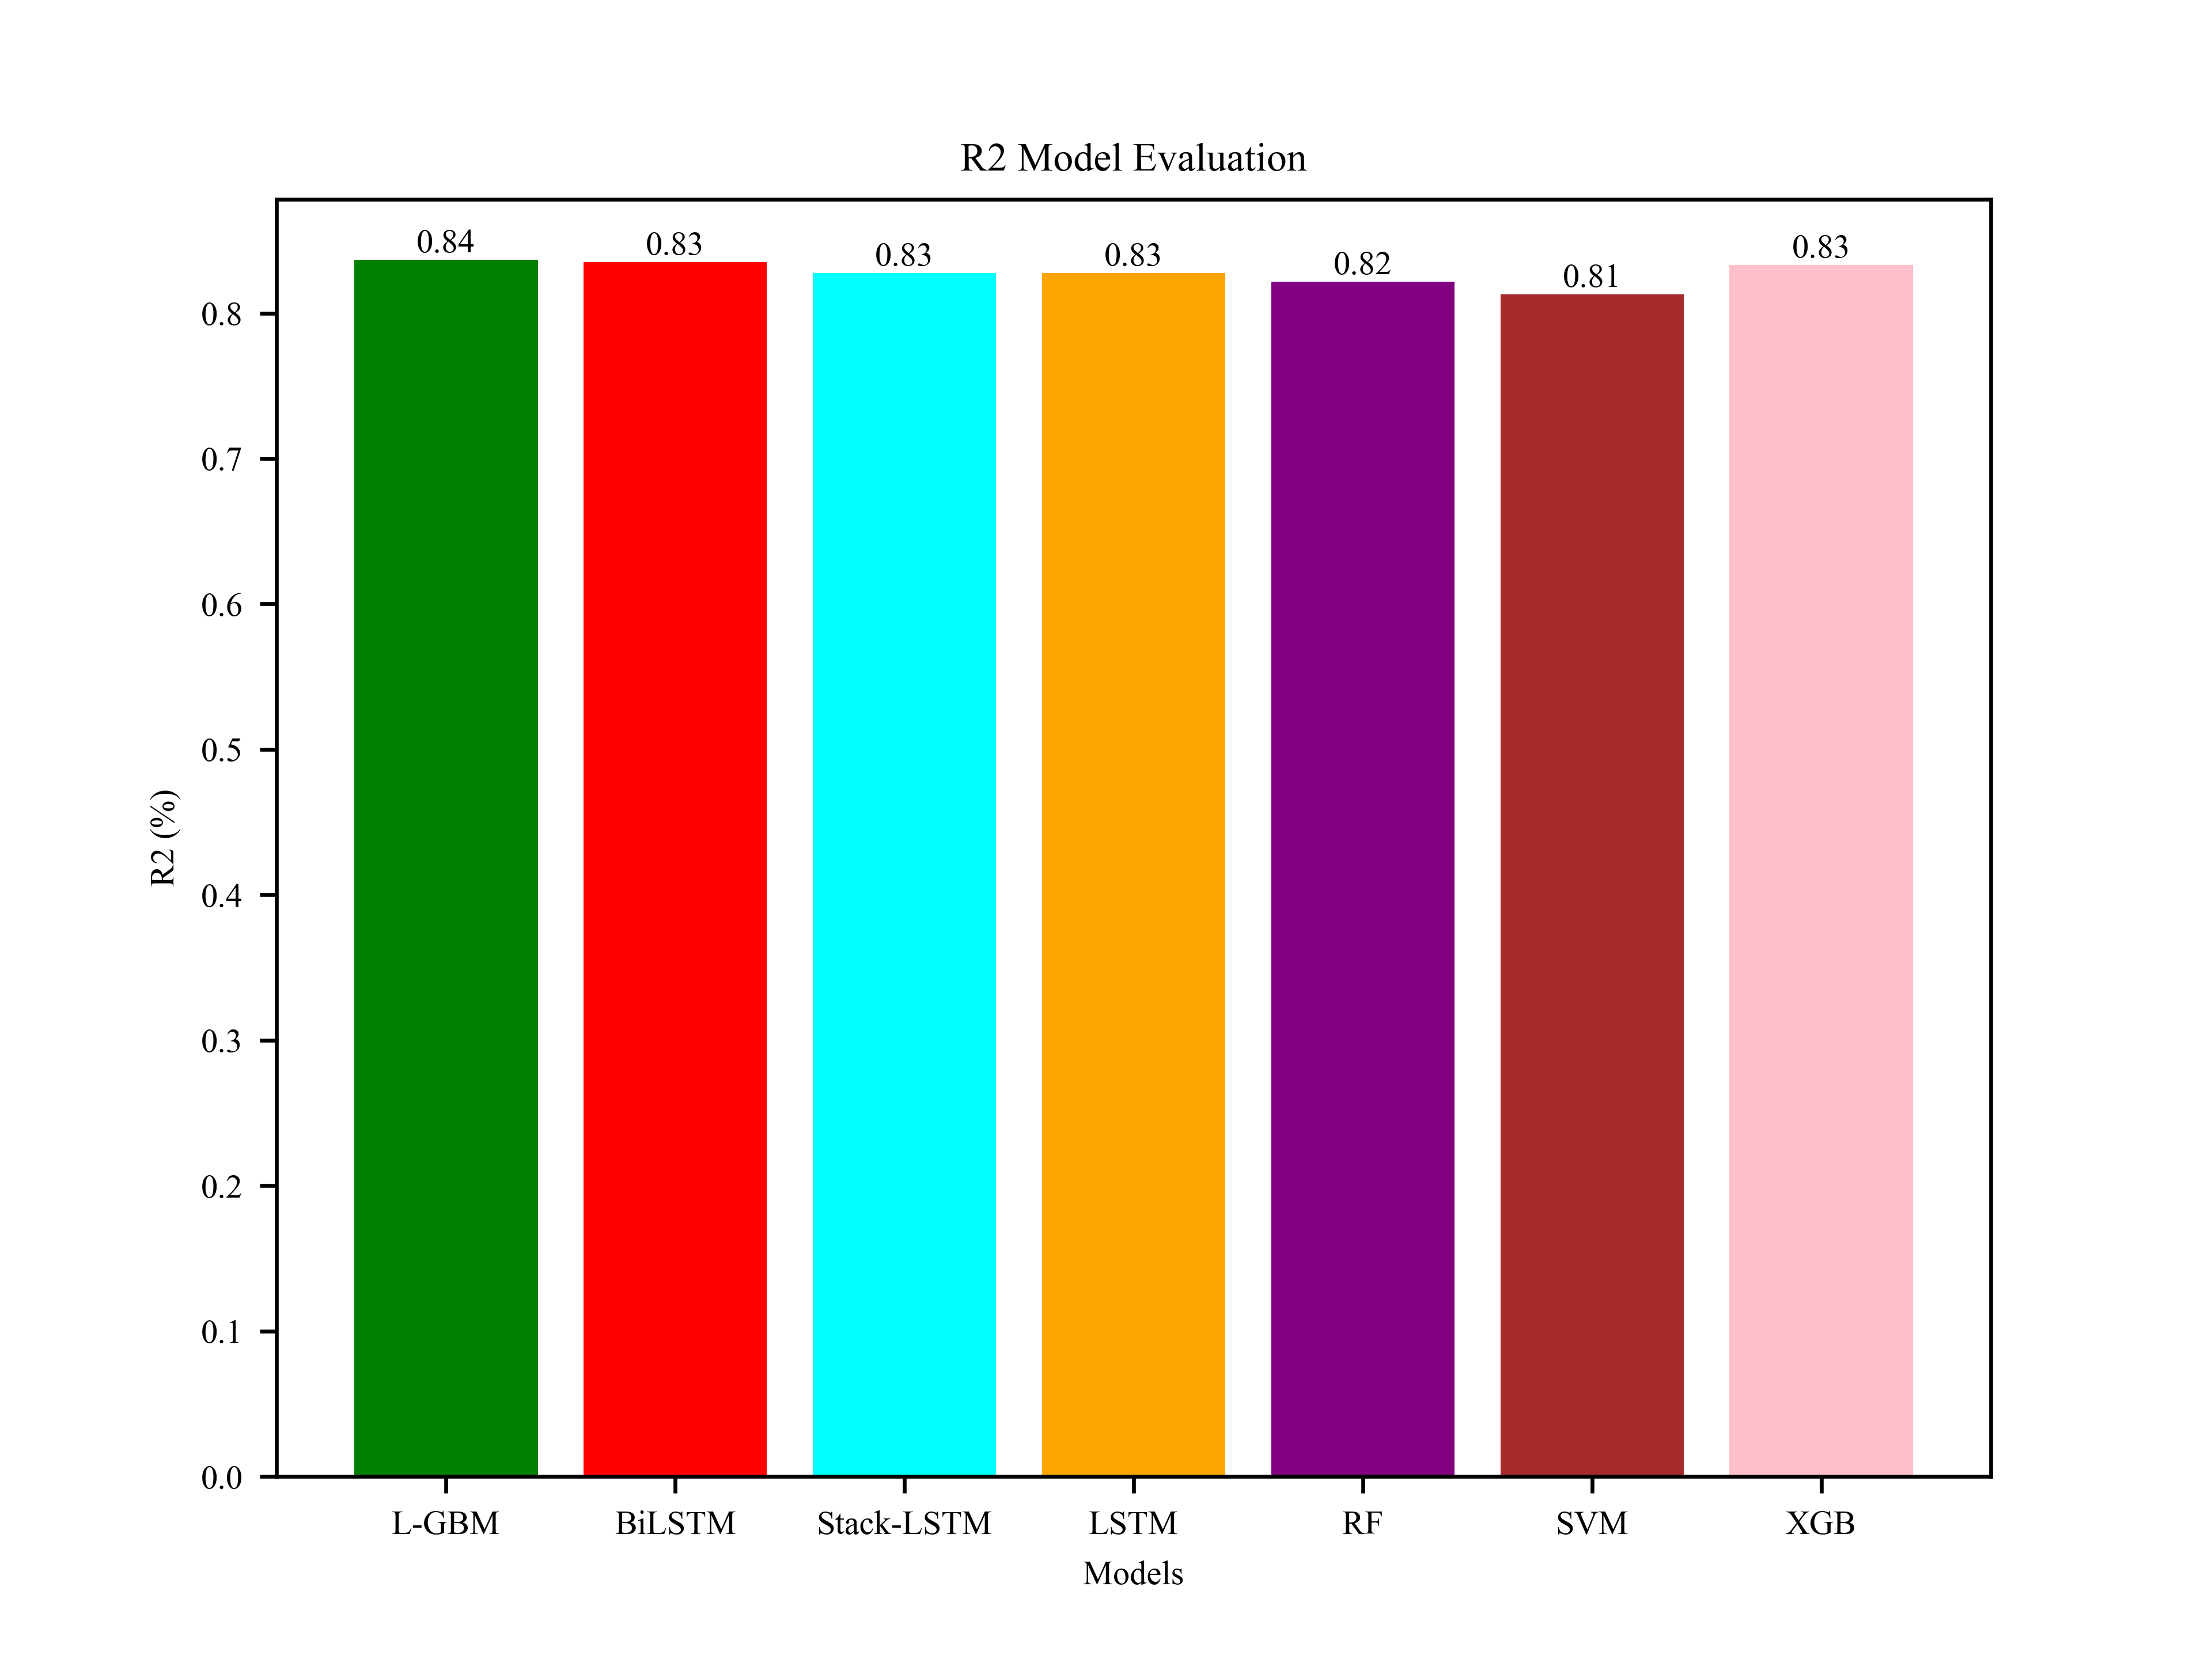 R2 Model Evaluation
0.84
0.83
0.83
0.83
0.82
0.81
0.83
R2 (%)
0.8
0.7
0.6
0.5
0.4
0.3
0.2
0.1
0.0
L-GBM
BiLSTM
Stack-LSTM
LSTM
RF
SVM
XGB
Models